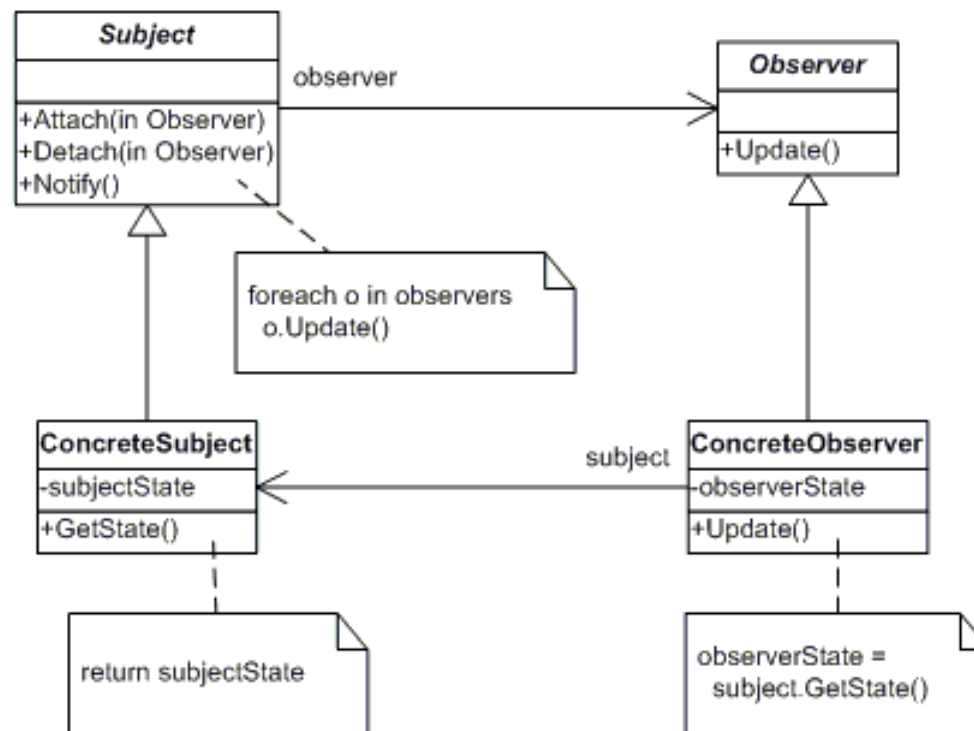 Subject
+Attach(in Observer)
+Detach(in Observer)
+Notify()
observer
Observer
+Update()
foreach o in observers
o.Update()
ConcreteSubject
-subjectState
+GetState()
subject
ConcreteObserver
-observerState
+Update()
return subjectState
observerState =
subject.GetState()